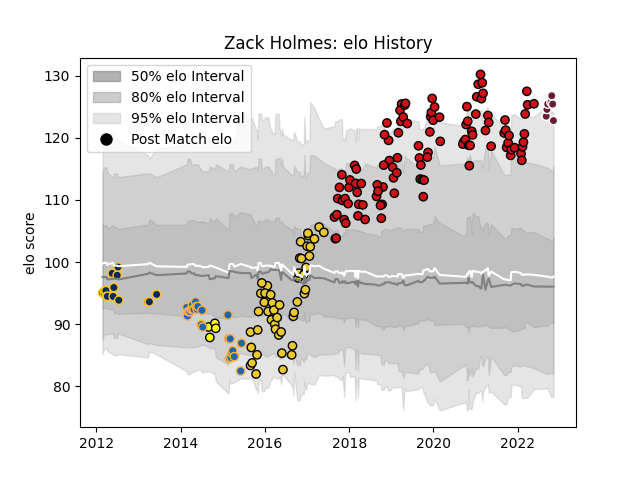 Zack Holmes: elo History
50% elo Interval
80% elo Interval
95% elo Interval
Post Match elo
elo score
130
120
110
100
90
80
2012
2014
2016
2018
2020
2022